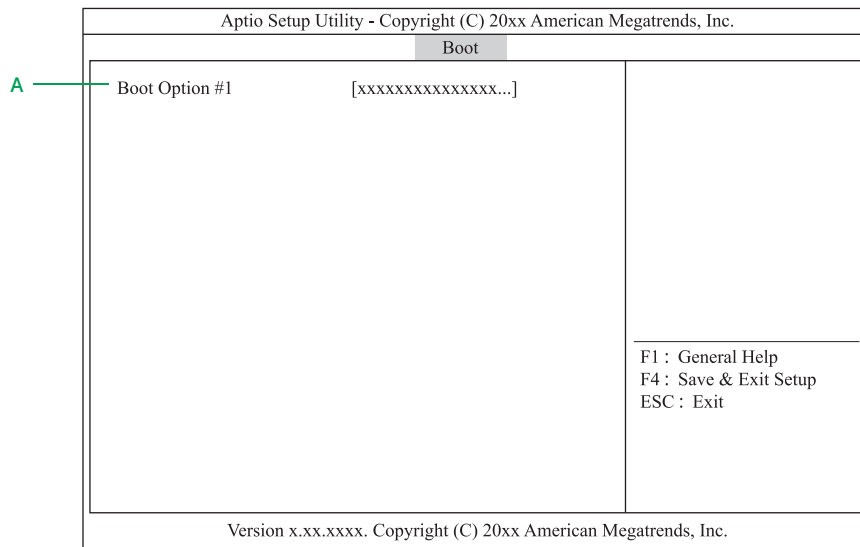 Aptio Setup Utility - Copyright (C) 20xx American Megatrends, Inc.
Boot
A
Boot Option #1 [xxxxxxxxxxxxxxx...]
F1 : General Help
F4 : Save & Exit Setup
ESC : Exit
Version x.xx.xxxx. Copyright (C) 20xx American Megatrends, Inc.